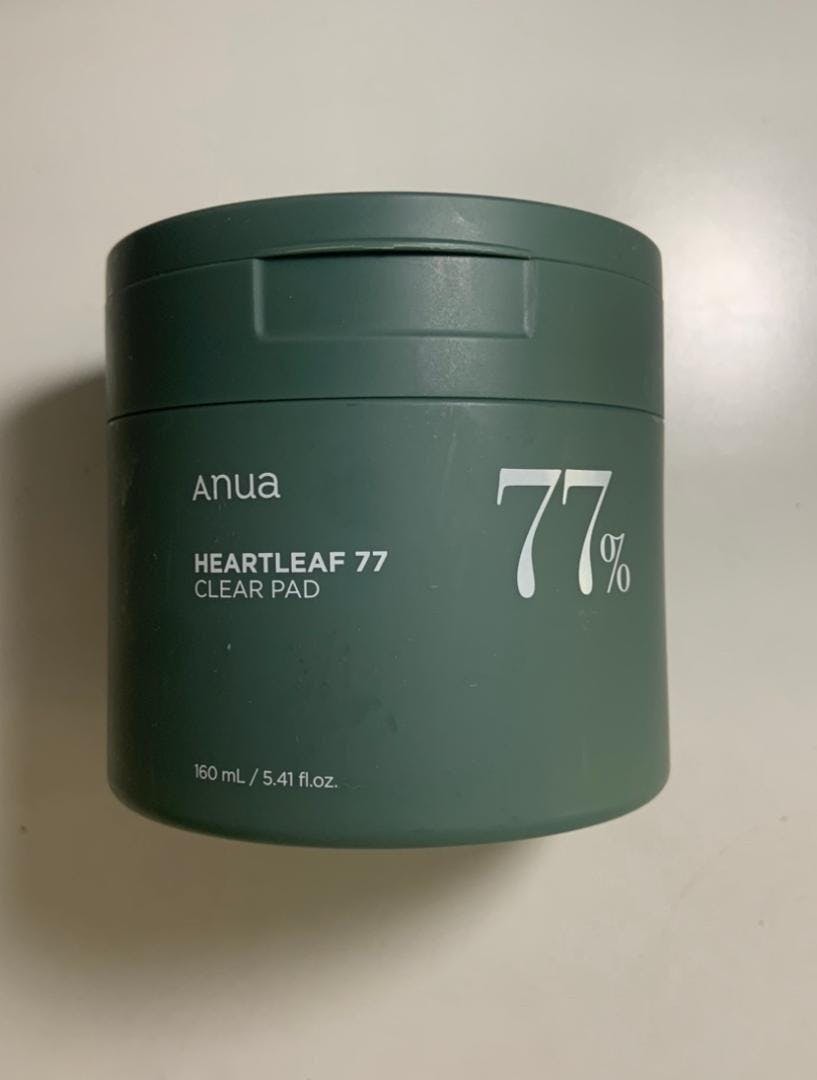 Anua
77%
HEARTLEAF 77
CLEAR PAD
160 mL / 5.41 fl.oz.